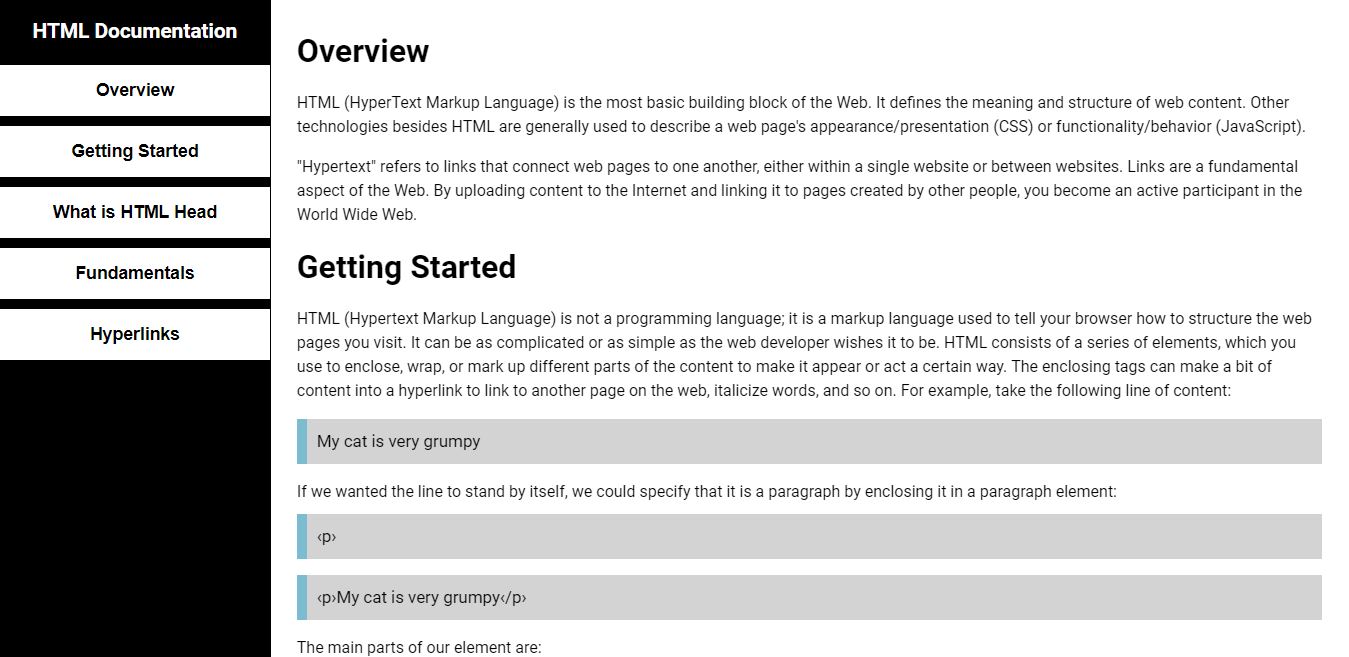 HTML Documentation
Overview
Getting Started
What is HTML Head
Fundamentals
Hyperlinks
Overview
HTML (HyperText Markup Language) is the most basic building block of the Web. It defines the meaning and structure of web content. Other
technologies besides HTML are generally used to describe a web page's appearance/presentation (CSS) or functionality/behavior (JavaScript).
"Hypertext" refers to links that connect web pages to one another, either within a single website or between websites. Links are a fundamental
aspect of the Web. By uploading content to the Internet and linking it to pages created by other people, you become an active participant in the
World Wide Web.
Getting Started
HTML (Hypertext Markup Language) is not a programming language; it is a markup language used to tell your browser how to structure the web
pages you visit. It can be as complicated or as simple as the web developer wishes it to be. HTML consists of a series of elements, which you
use to enclose, wrap, or mark up different parts of the content to make it appear or act a certain way. The enclosing tags can make a bit of
content into a hyperlink to link to another page on the web, italicize words, and so on. For example, take the following line of content:
My cat is very grumpy
If we wanted the line to stand by itself, we could specify that it is a paragraph by enclosing it in a paragraph element:
‹p›
‹p›My cat is very grumpy‹/p›
The main parts of our element are: